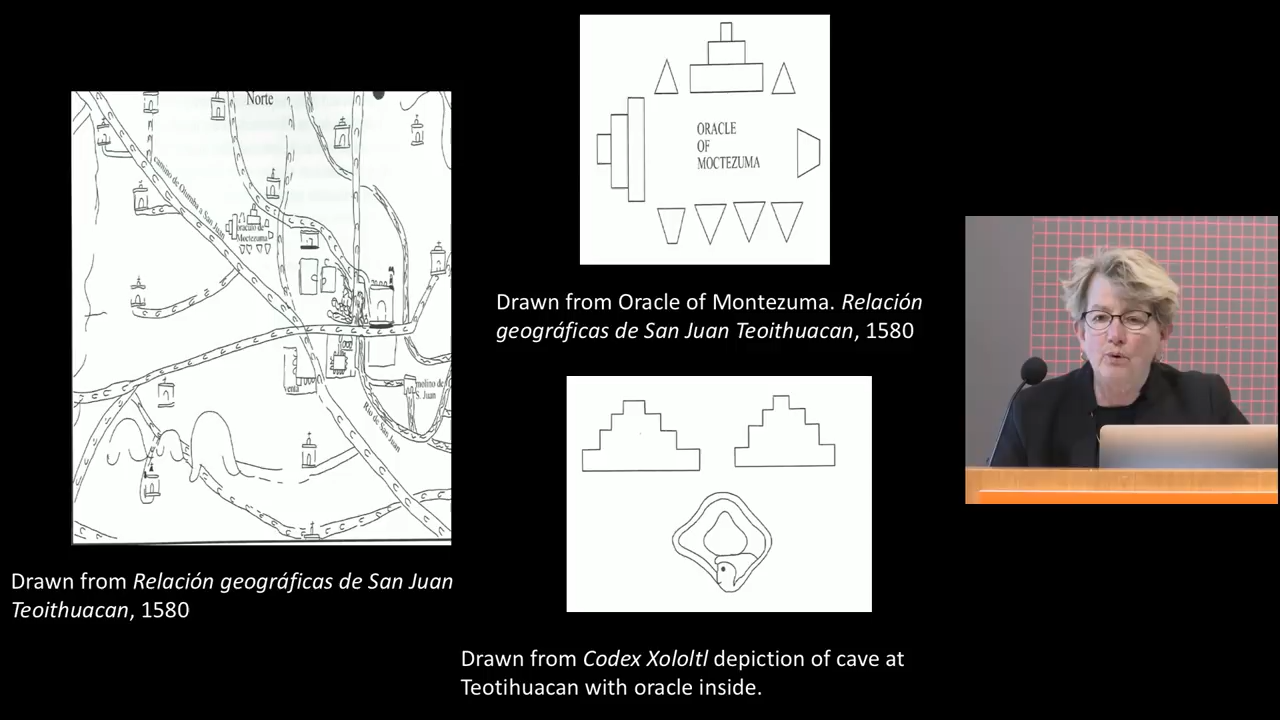 Norte
camino de Otumba a San Juan
oraculo de
Moctezuma
molino de
S. Juan
Rio de San Juan
Drawn from Relación geográficas de San Juan
Teoithuacan, 1580
ORACLE
OF
MOCTEZUMA
Drawn from Oracle of Montezuma. Relación
geográficas de San Juan Teoithuacan, 1580
Drawn from Codex Xololtl depiction of cave at
Teotihuacan with oracle inside.